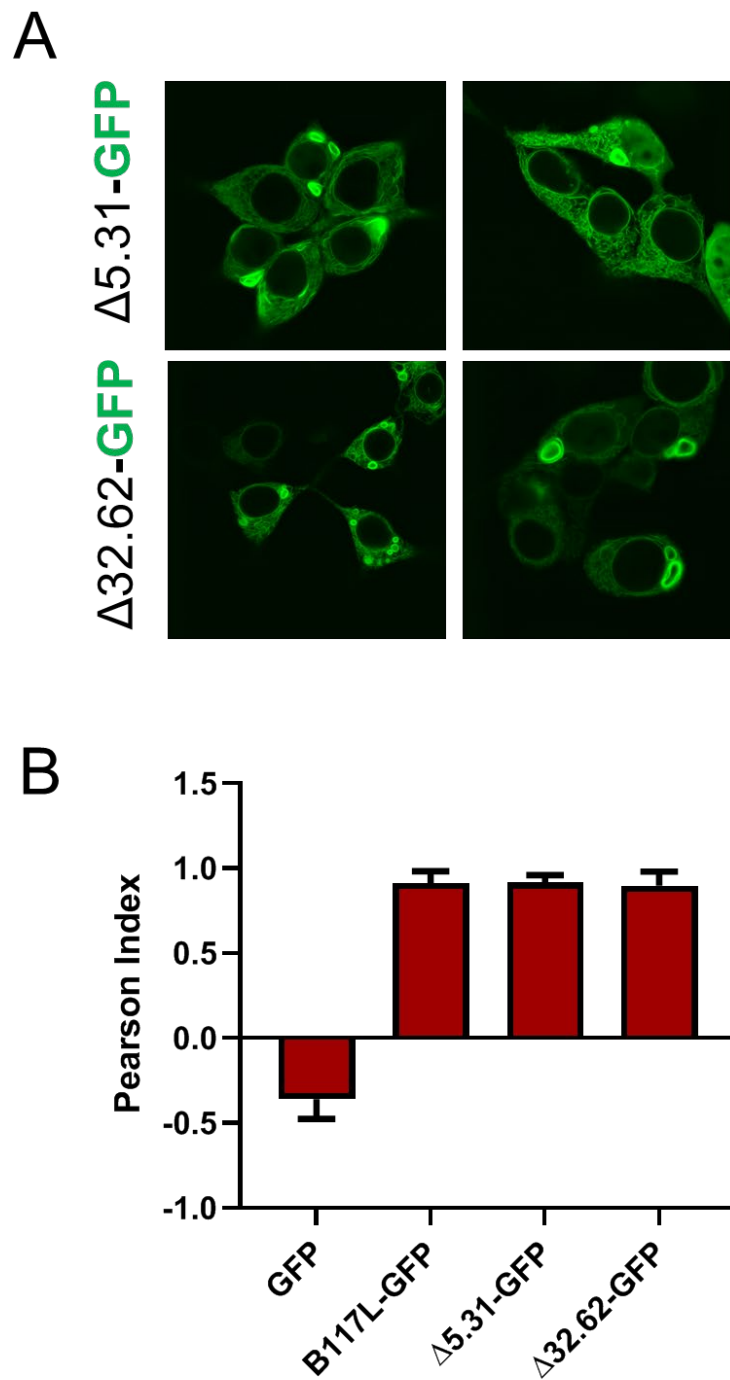 A
Δ5.31-GFP
Δ32.62-GFP
B
1.5
1.0
0.5
0.0
-0.5
-1.0
Pearson Index
GFP
B117L-GFP
Δ5.31-GFP
Δ32.62-GFP